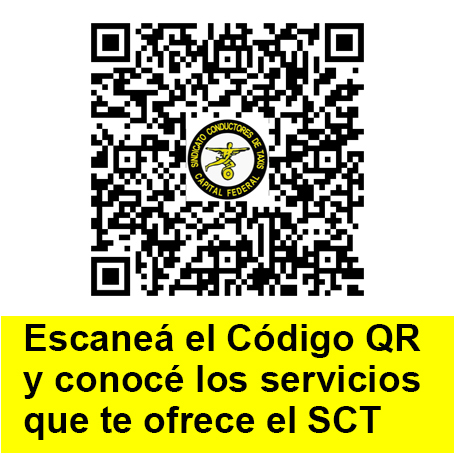 SINDICATO CONDUCTORES DE TAXIS
CAPITAL FEDERAL
Escaneá el Código QR
y conocé los servicios
que te ofrece el SCT